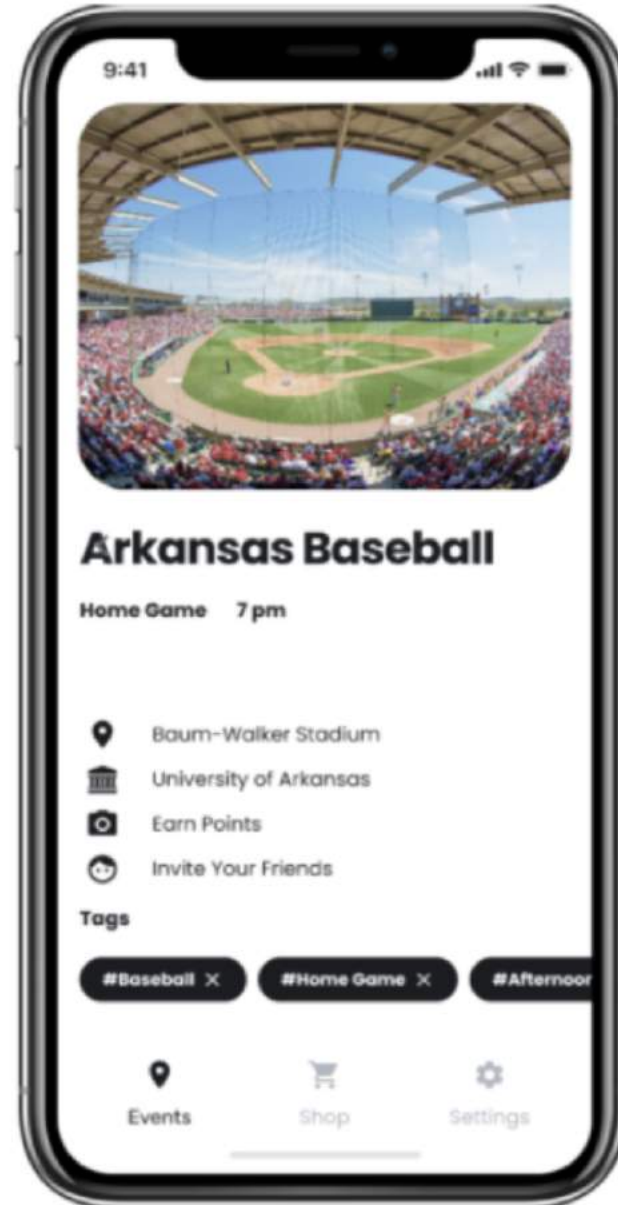 9:41
Arkansas Baseball
Home Game 7 pm
Baum-Walker Stadium
University of Arkansas
Earn Points
Invite Your Friends
Tags
#Baseball × #Home Game × #Afternoon
Events Shop Settings